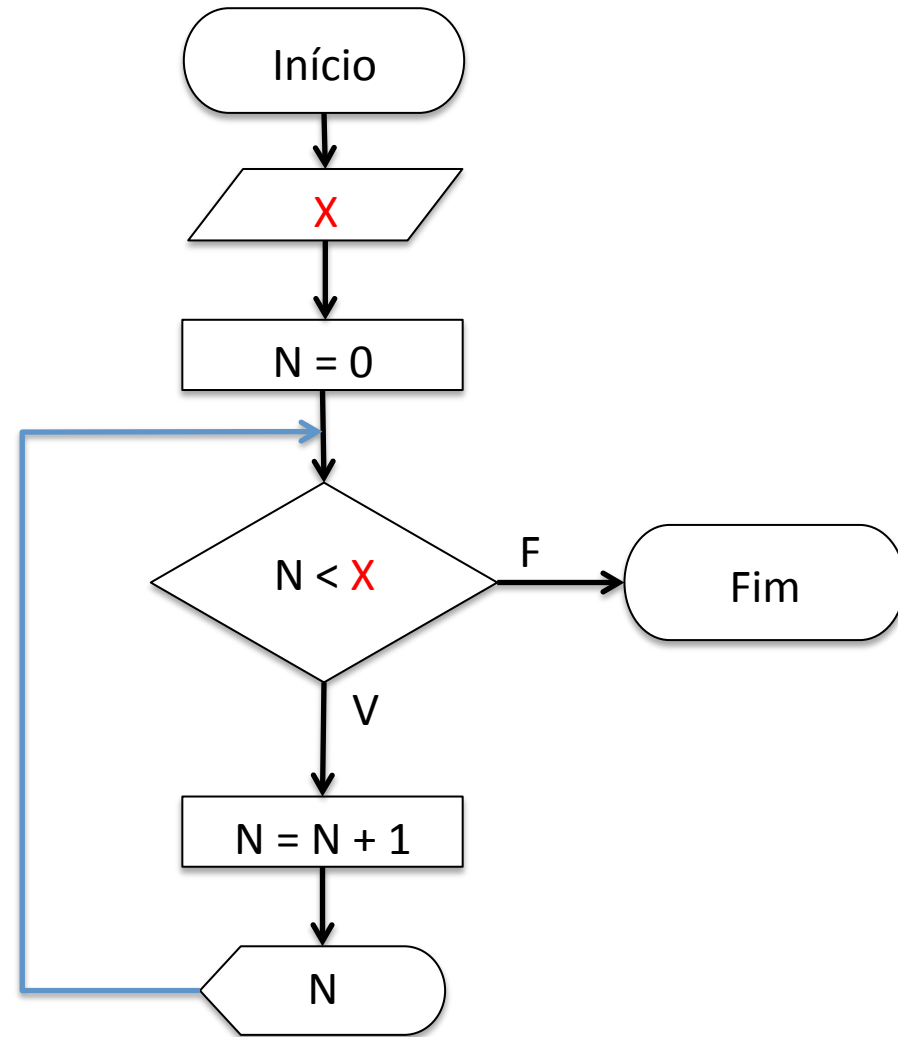 Início
X
N = 0
N < X
F
Fim
V
N = N + 1
N